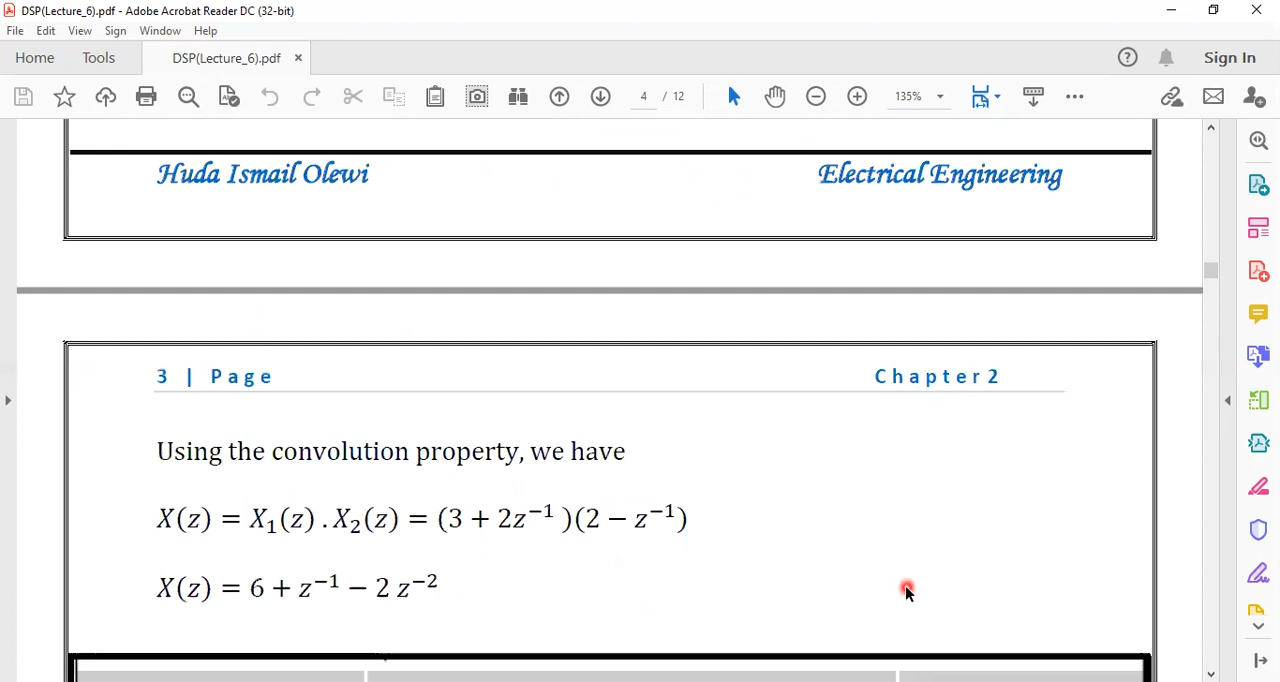 DSP(Lecture_6).pdf - Adobe Acrobat Reader DC (32-bit)
File Edit View Sign Window Help
Home Tools DSP(Lecture_6).pdf × Sign In
4 / 12 135%
Huda Ismail Olewi Electrical Engineering
3 | Page Chapter2
Using the convolution property, we have
X(z) = X₁(z) . X₂(z) = (3 + 2z⁻¹ )(2 − z⁻¹)
X(z) = 6 + z⁻¹ − 2 z⁻²